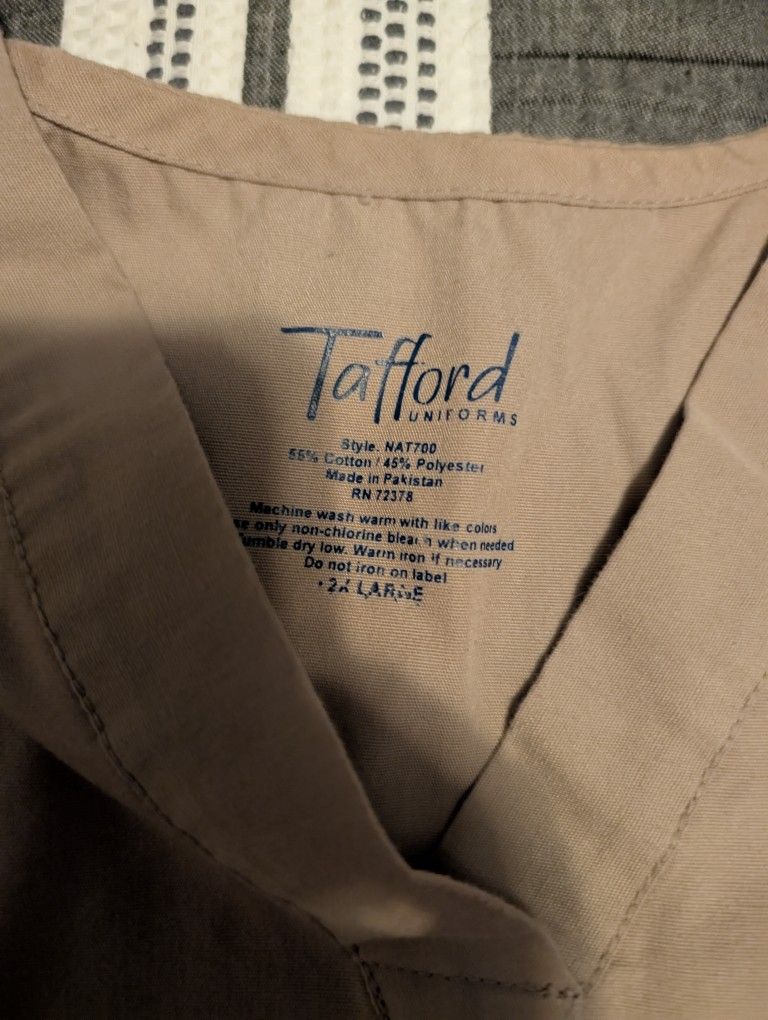 Tafford
UNIFORMS
Style. NAT700
55% Cotton / 45% Polyester
Made in Pakistan
RN 72378
Machine wash warm with like colors
only non-chlorine bleach when needed
Tumble dry low. Warm iron if necessary
Do not iron on label
2X LARGE